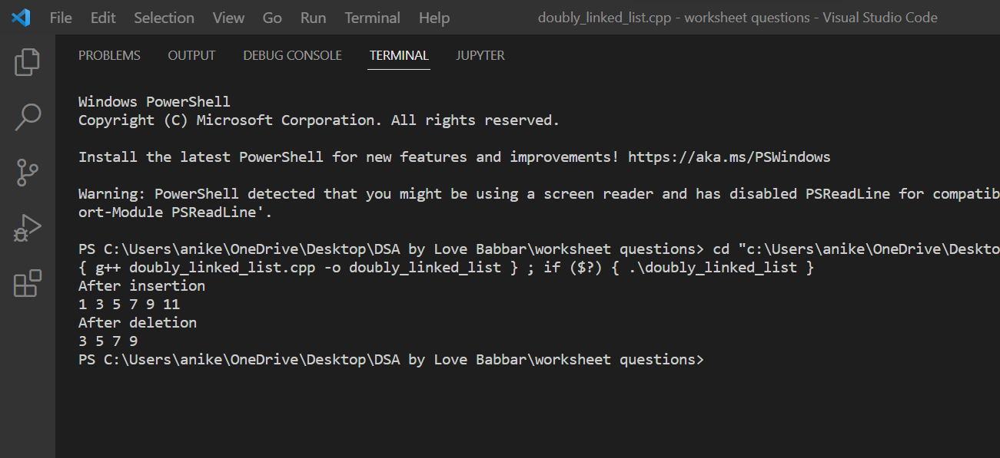 File Edit Selection View Go Run Terminal Help doubly_linked_list.cpp - worksheet questions - Visual Studio Code
PROBLEMS OUTPUT DEBUG CONSOLE TERMINAL JUPYTER
Windows PowerShell
Copyright (C) Microsoft Corporation. All rights reserved.
Install the latest PowerShell for new features and improvements! https://aka.ms/PSWindows
Warning: PowerShell detected that you might be using a screen reader and has disabled PSReadLine for compatib
ort-Module PSReadLine'.
PS C:\Users\anike\OneDrive\Desktop\DSA by Love Babbar\worksheet questions> cd "c:\Users\anike\OneDrive\Deskto
{ g++ doubly_linked_list.cpp -o doubly_linked_list } ; if ($?) { .\doubly_linked_list }
After insertion
1 3 5 7 9 11
After deletion
3 5 7 9
PS C:\Users\anike\OneDrive\Desktop\DSA by Love Babbar\worksheet questions>